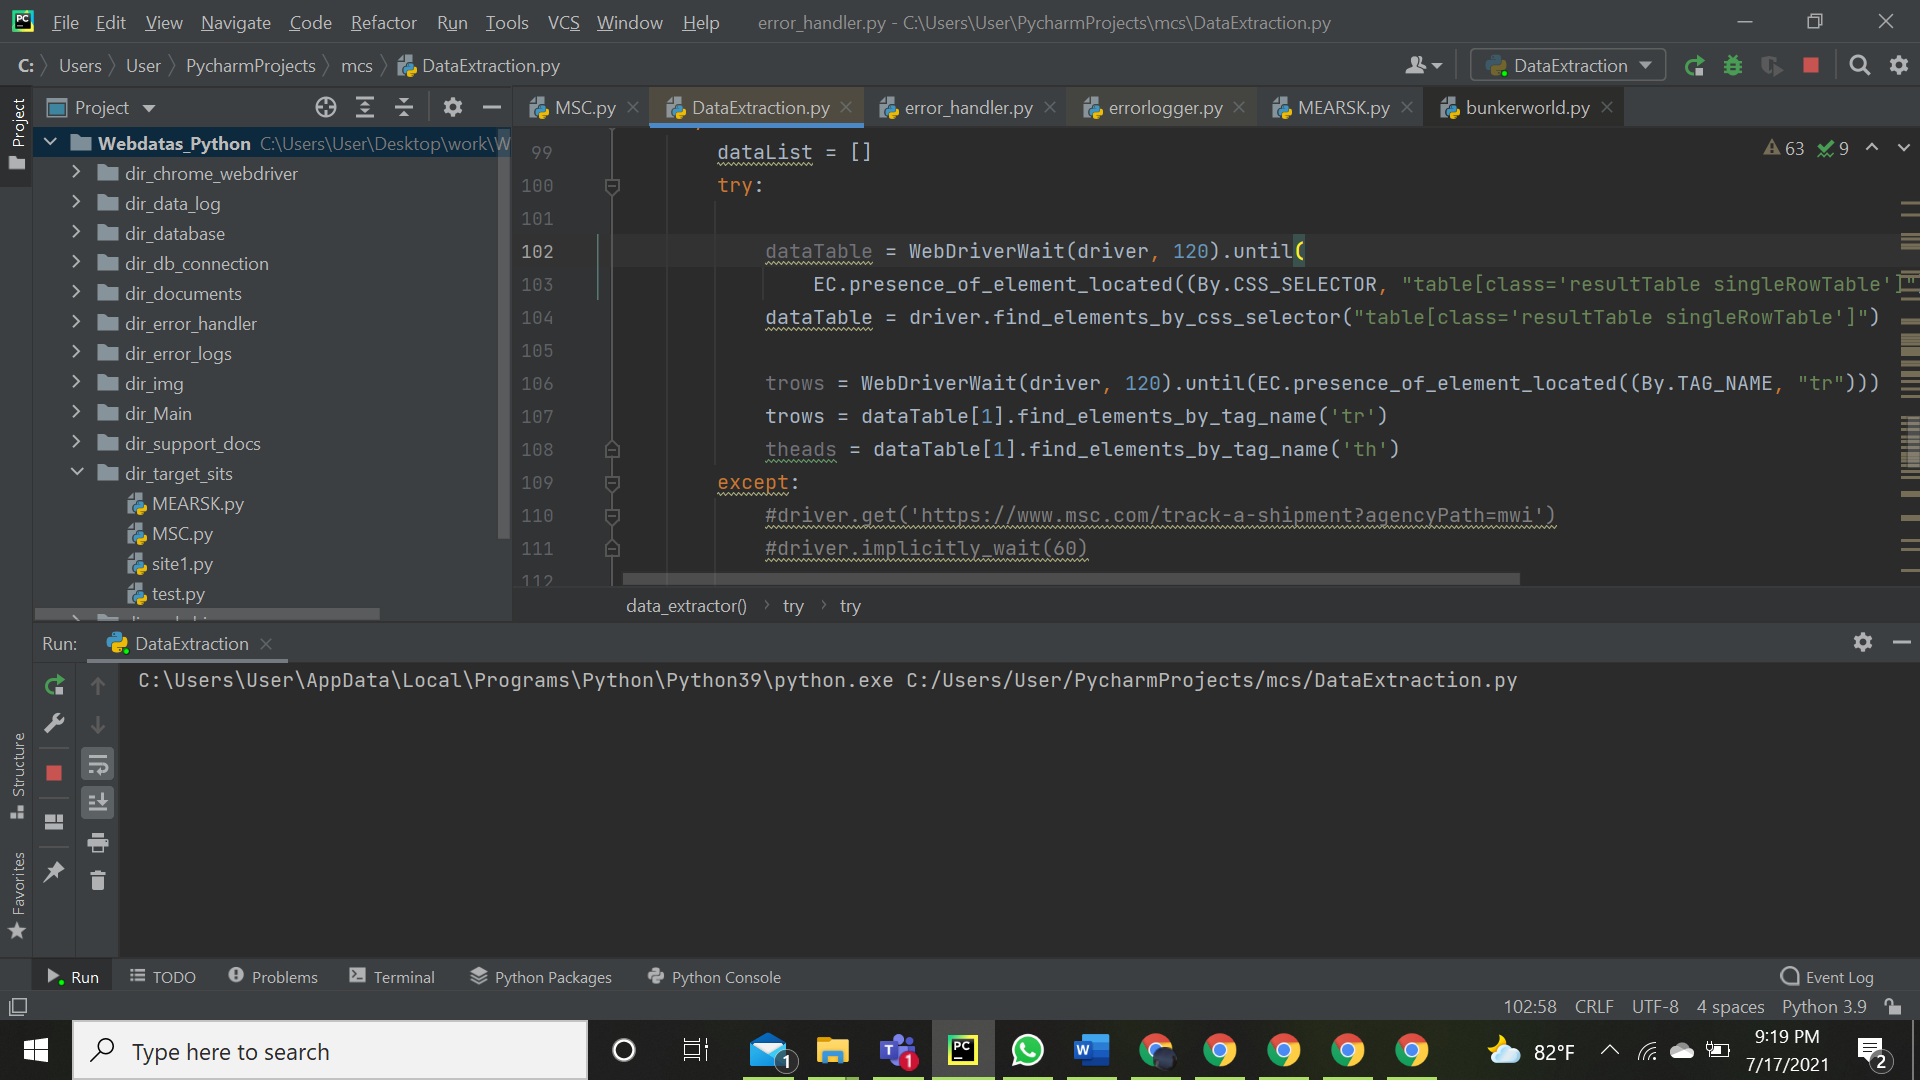 File Edit View Navigate Code Refactor Run Tools VCS Window Help error_handler.py - C:\Users\User\PycharmProjects\mcs\DataExtraction.py
C: Users User PycharmProjects mcs DataExtraction.py DataExtraction
Project
Project
MSC.py DataExtraction.py error_handler.py errorlogger.py MEARSK.py bunkerworld.py
Webdatas_Python C:\Users\User\Desktop\work\W
dir_chrome_webdriver
dir_data_log
dir_database
dir_db_connection
dir_documents
dir_error_handler
dir_error_logs
dir_img
dir_Main
dir_support_docs
dir_target_sits
MEARSK.py
MSC.py
site1.py
test.py
63 9
99 dataList = []
100 try:
101
102 dataTable = WebDriverWait(driver, 120).until(
103 EC.presence_of_element_located((By.CSS_SELECTOR, "table[class='resultTable singleRowTable']"
104 dataTable = driver.find_elements_by_css_selector("table[class='resultTable singleRowTable']")
105
106 trows = WebDriverWait(driver, 120).until(EC.presence_of_element_located((By.TAG_NAME, "tr")))
107 trows = dataTable[1].find_elements_by_tag_name('tr')
108 theads = dataTable[1].find_elements_by_tag_name('th')
109 except:
110 #driver.get('https://www.msc.com/track-a-shipment?agencyPath=mwi')
111 #driver.implicitly_wait(60)
112
data_extractor() try try
Run: DataExtraction
C:\Users\User\AppData\Local\Programs\Python\Python39\python.exe C:/Users/User/PycharmProjects/mcs/DataExtraction.py
Structure
Favorites
Run TODO Problems Terminal Python Packages Python Console Event Log
102:58 CRLF UTF-8 4 spaces Python 3.9
Type here to search
1
1
82°F
9:19 PM
7/17/2021
2